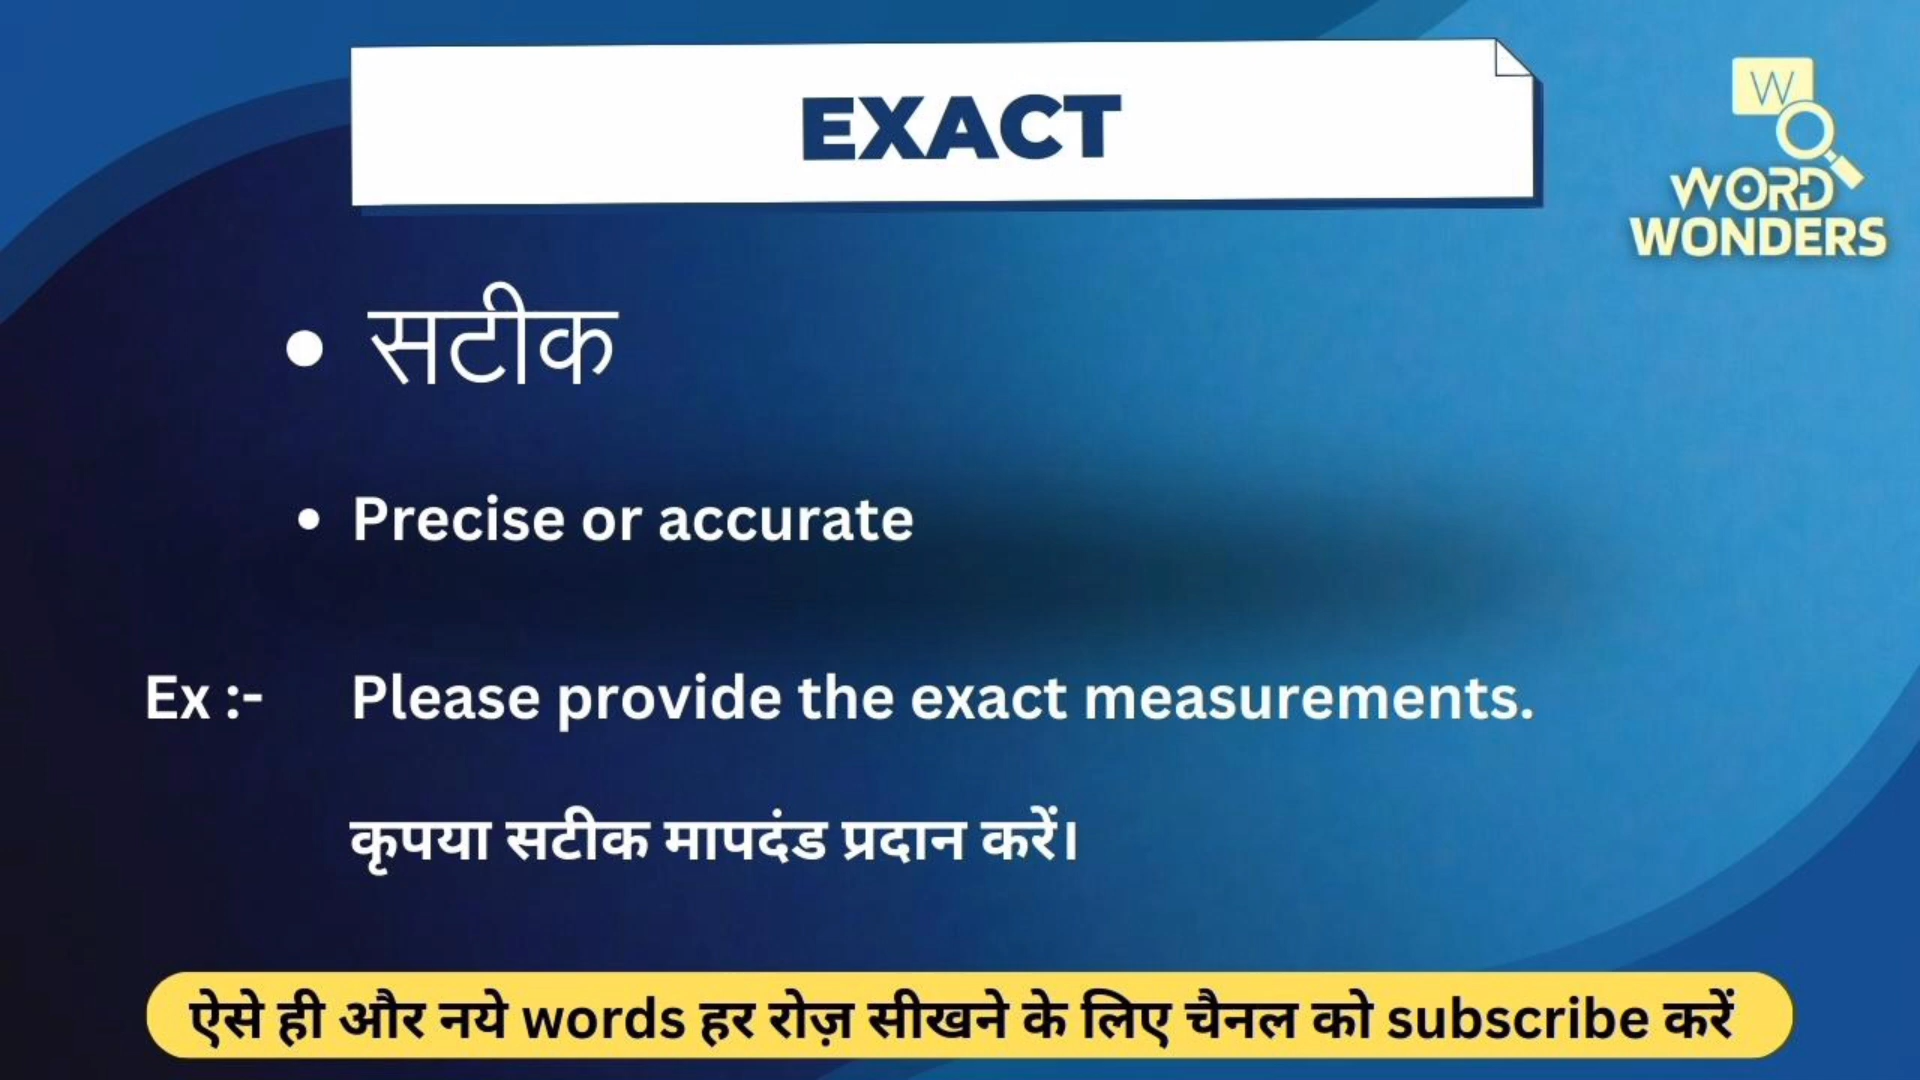 EXACT
W
WORD
WONDERS
• सटीक
• Precise or accurate
Ex :- Please provide the exact measurements.
कृपया सटीक मापदंड प्रदान करें।
ऐसे ही और नये words हर रोज़ सीखने के लिए चैनल को subscribe करें